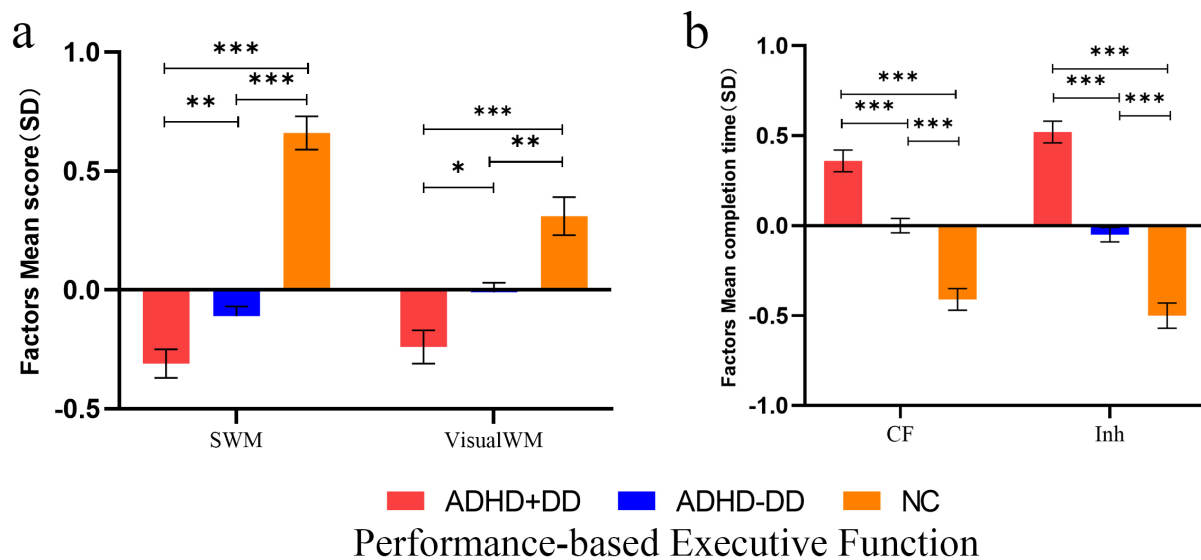 a
Factors Mean score(SD)
1.0
0.5
0.0
-0.5
***
***
**
***
**
*
SWM
VisualWM
b
Factors Mean completion time(SD)
1.0
0.5
0.0
-0.5
-1.0
***
***
***
***
***
***
CF
Inh
ADHD+DD ADHD-DD NC
Performance-based Executive Function